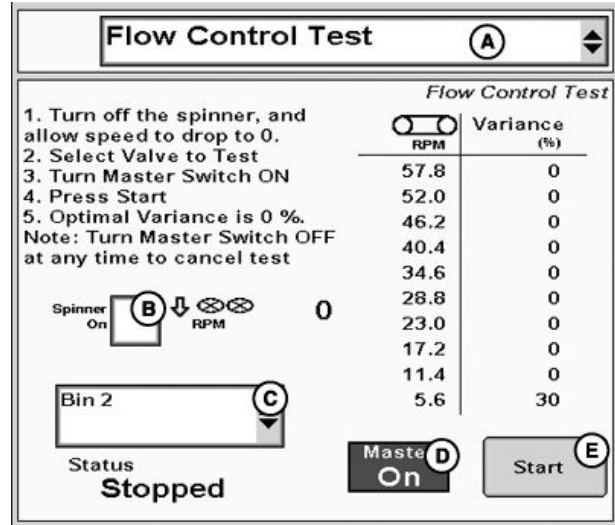 Flow Control Test
A
Flow Control Test
1. Turn off the spinner, and
allow speed to drop to 0.
2. Select Valve to Test
3. Turn Master Switch ON
4. Press Start
5. Optimal Variance is 0 %.
Note: Turn Master Switch OFF
at any time to cancel test
RPM Variance (%)
57.8 0
52.0 0
46.2 0
40.4 0
34.6 0
28.8 0
23.0 0
17.2 0
11.4 0
5.6 30
Spinner
On
B
RPM
0
Bin 2
C
Status
Stopped
Maste
On
D
Start
E